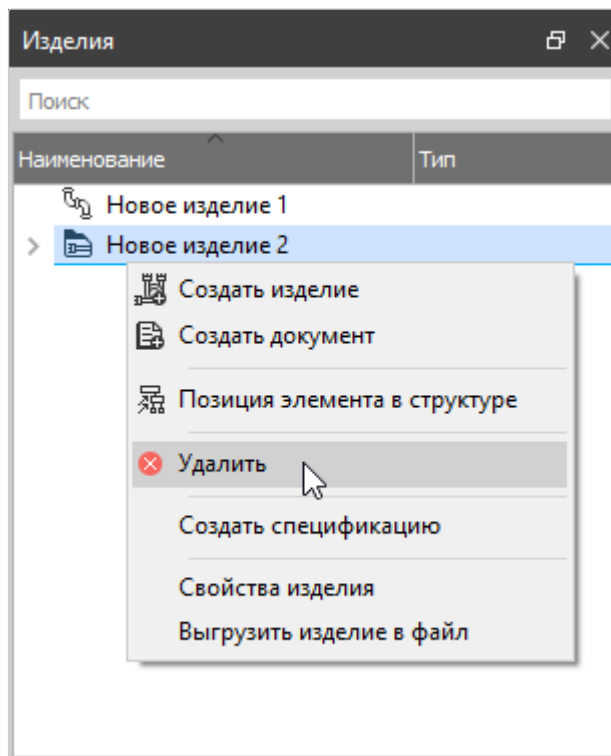 Изделия
Поиск
Наименование Тип
Новое изделие 1
Новое изделие 2
Создать изделие
Создать документ
Позиция элемента в структуре
Удалить
Создать спецификацию
Свойства изделия
Выгрузить изделие в файл